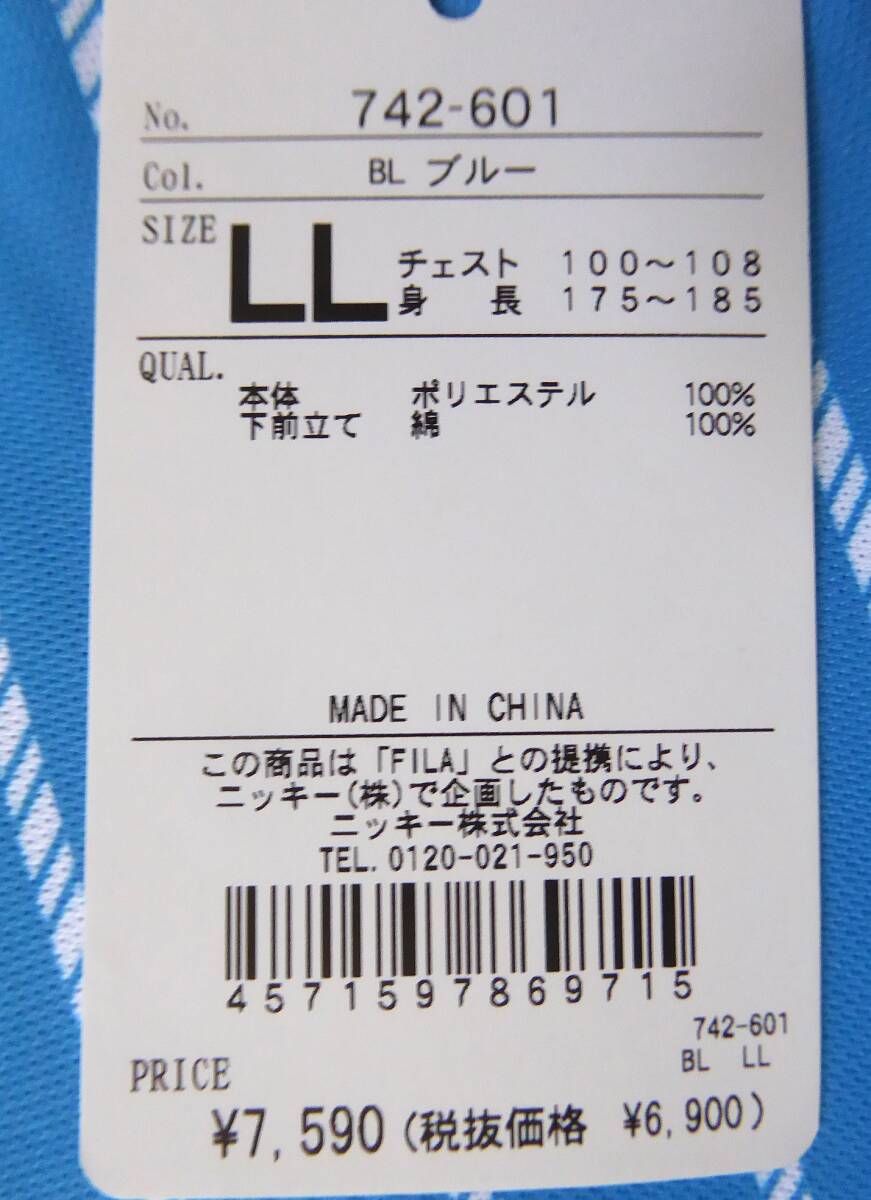 No. 742-601
Col. BL ブルー
SIZE LL チェスト 100～108
身 長 175～185
QUAL.
本体 ポリエステル 100%
下前立て 綿 100%
MADE IN CHINA
この商品は「FILA」との提携により、
ニッキー(株)で企画したものです。
ニッキー株式会社
TEL. 0120-021-950
4571597869715
742-601
BL LL
PRICE
¥7,590 (税抜価格 ¥6,900)